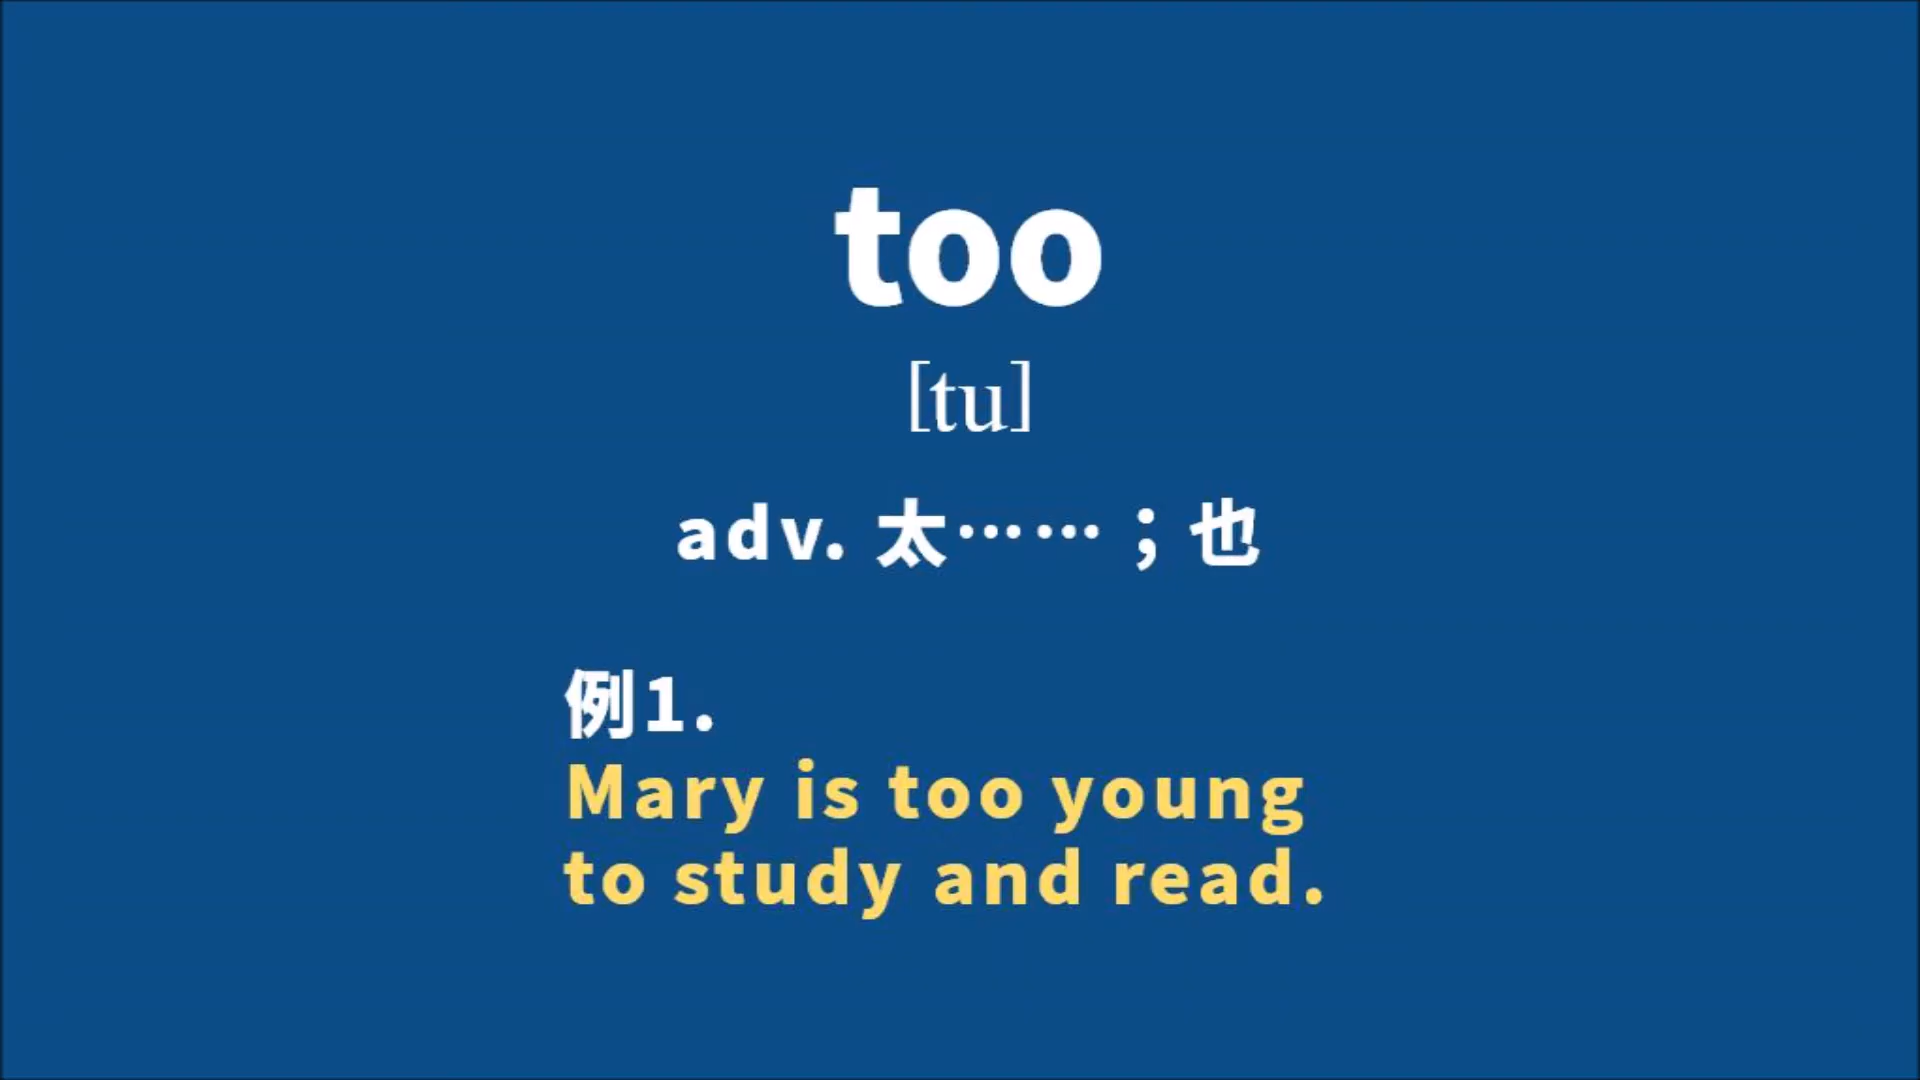 too
[tu]
adv. 太……；也
例1.
Mary is too young
to study and read.